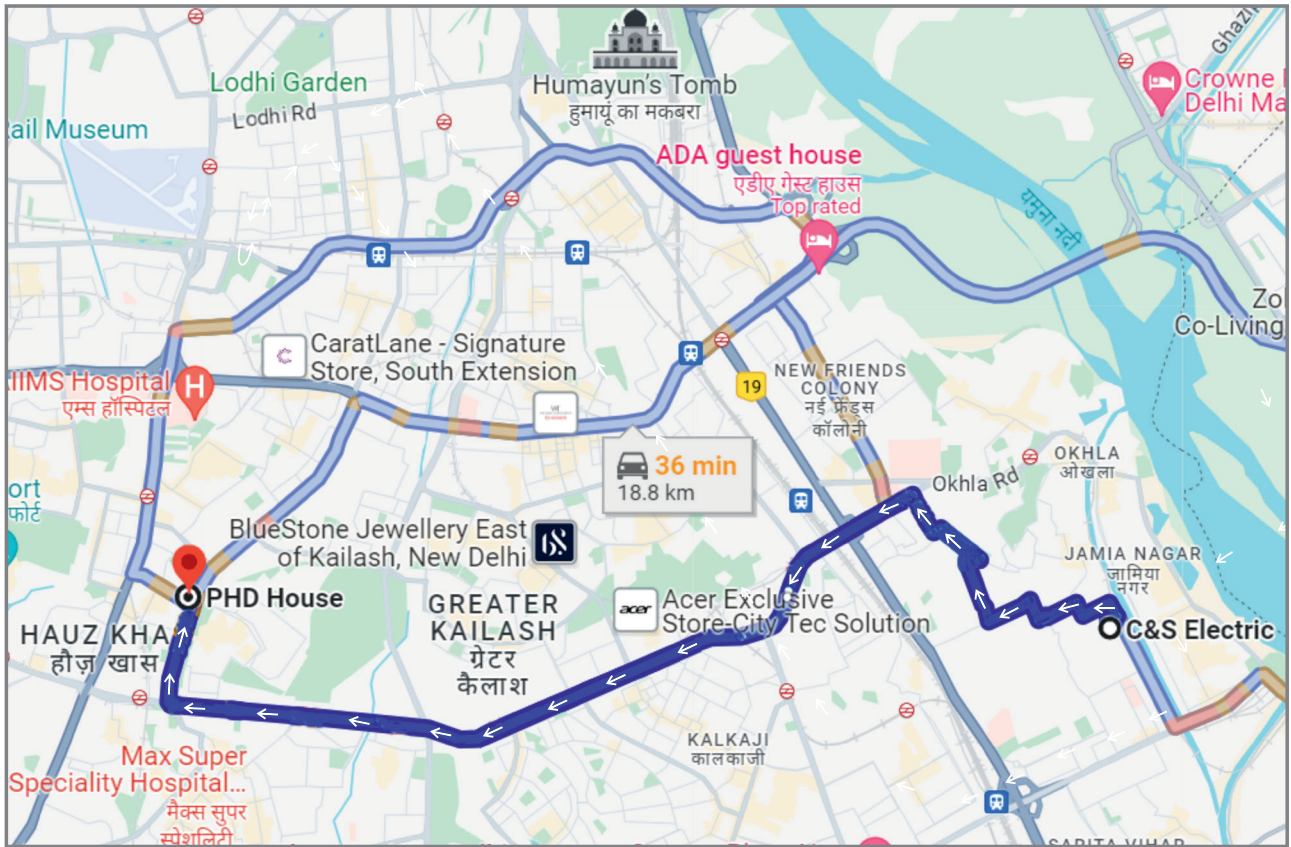 Lodhi Garden
Lodhi Rd
Rail Museum
Humayun's Tomb
हुमायूं का मकबरा
Crowne
Delhi Ma
ADA guest house
एडीए गेस्ट हाउस
Top rated
यमुना नदी
Zo
Co-Living
CaratLane - Signature
Store, South Extension
AIIMS Hospital
एम्स हॉस्पिटल
H
19
NEW FRIENDS
COLONY
नई फ्रेंड्स
कॉलोनी
36 min
18.8 km
OKHLA
ओखला
Okhla Rd
ort
फोर्ट
BlueStone Jewellery East
of Kailash, New Delhi
JAMIA NAGAR
जामिया
नगर
PHD House
acer
Acer Exclusive
Store-City Tec Solution
GREATER
KAILASH
ग्रेटर
कैलाश
C&S Electric
HAUZ KHA
हौज़ खास
KALKAJI
कालकाजी
Max Super
Speciality Hospital...
मैक्स सुपर
स्पेशलिटी
SARITA VIHAR